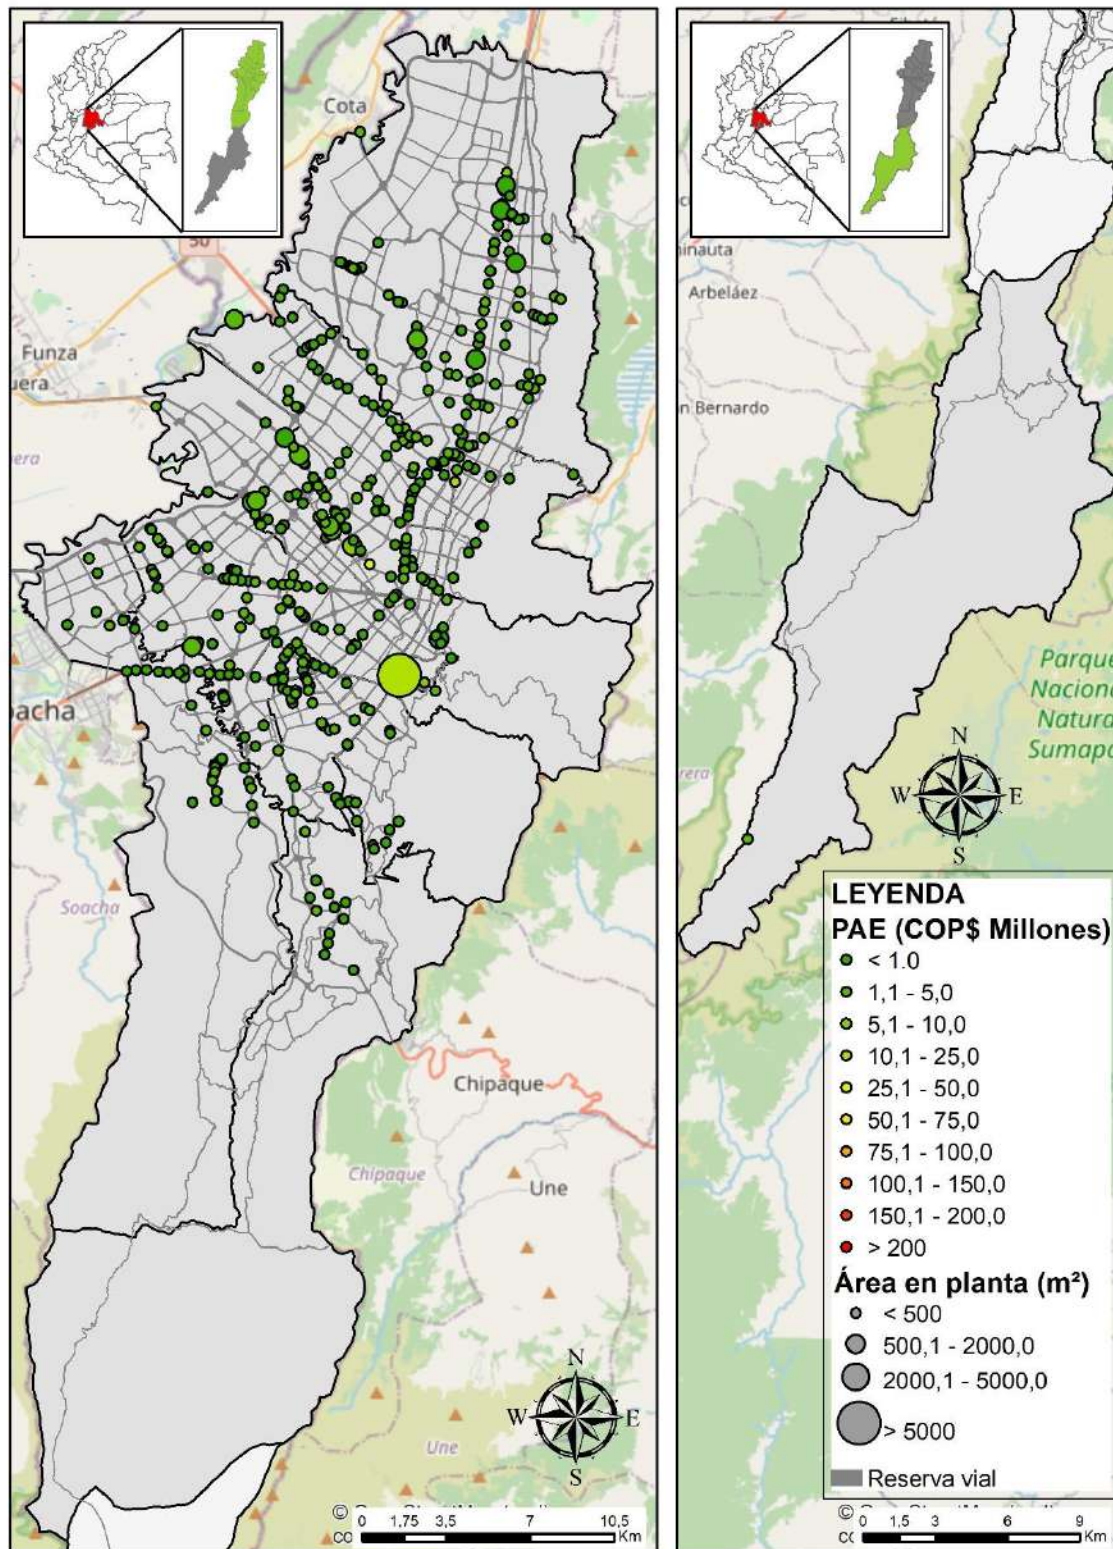 Cota
50
Funza
uera
oacha
Soacha
Chipaque
Chipaque
Une
Une
N
W E
S
0 1,75 3,5 7 10,5
Km
ninauta
Arbeláez
n Bernardo
rera
Parque
Naciona
Natura
Sumapa
N
W E
S
LEYENDA
PAE (COP$ Millones)
< 1.0
1,1 - 5,0
5,1 - 10,0
10,1 - 25,0
25,1 - 50,0
50,1 - 75,0
75,1 - 100,0
100,1 - 150,0
150,1 - 200,0
> 200
Área en planta (m²)
< 500
500,1 - 2000,0
2000,1 - 5000,0
> 5000
Reserva vial
0 1,5 3 6 9
Km